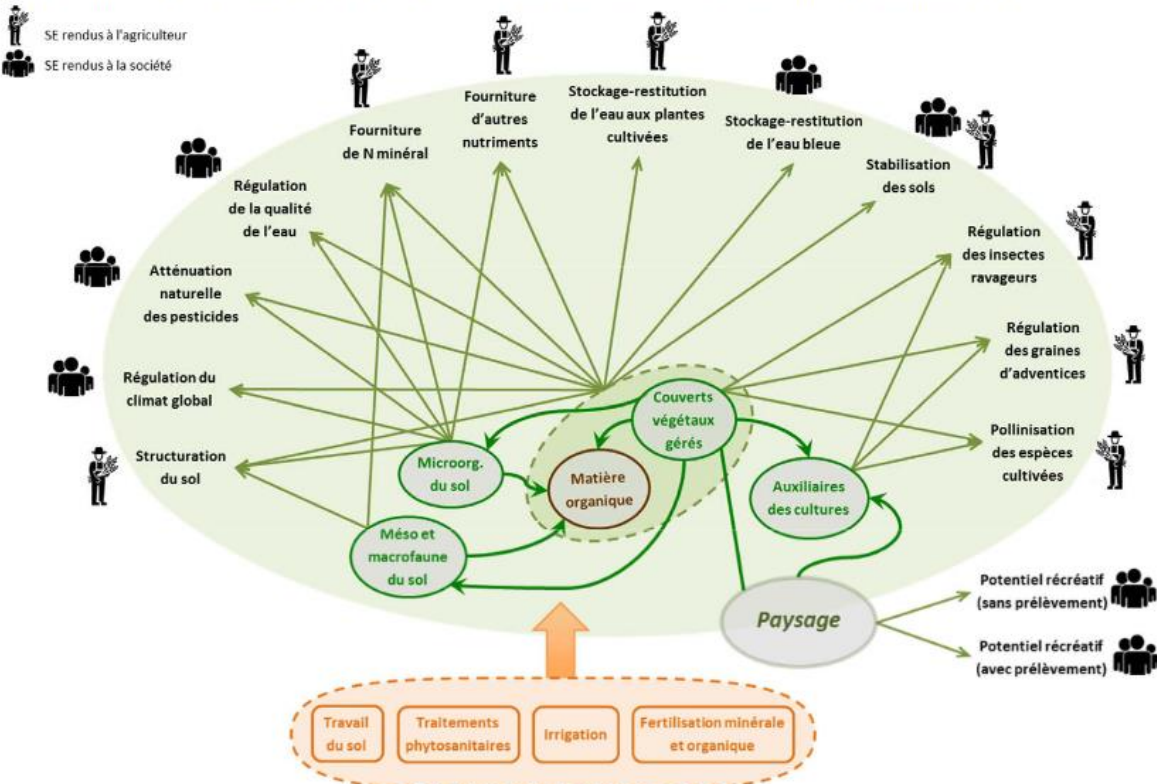 SE rendus à l'agriculteur
SE rendus à la société
Fourniture
de N minéral
Fourniture
d'autres
nutriments
Stockage-restitution
de l'eau aux plantes
cultivées
Stockage-restitution
de l'eau bleue
Stabilisation
des sols
Régulation
de la qualité
de l'eau
Régulation
des insectes
ravageurs
Atténuation
naturelle
des pesticides
Régulation
des graines
d'adventices
Régulation du
climat global
Pollinisation
des espèces
cultivées
Structuration
du sol
Couverts
végétaux
gérés
Microorg.
du sol
Matière
organique
Auxiliaires
des cultures
Méso et
macrofaune
du sol
Paysage
Potentiel récréatif
(sans prélèvement)
Potentiel récréatif
(avec prélèvement)
Travail
du sol
Traitements
phytosanitaires
Irrigation
Fertilisation minérale
et organique